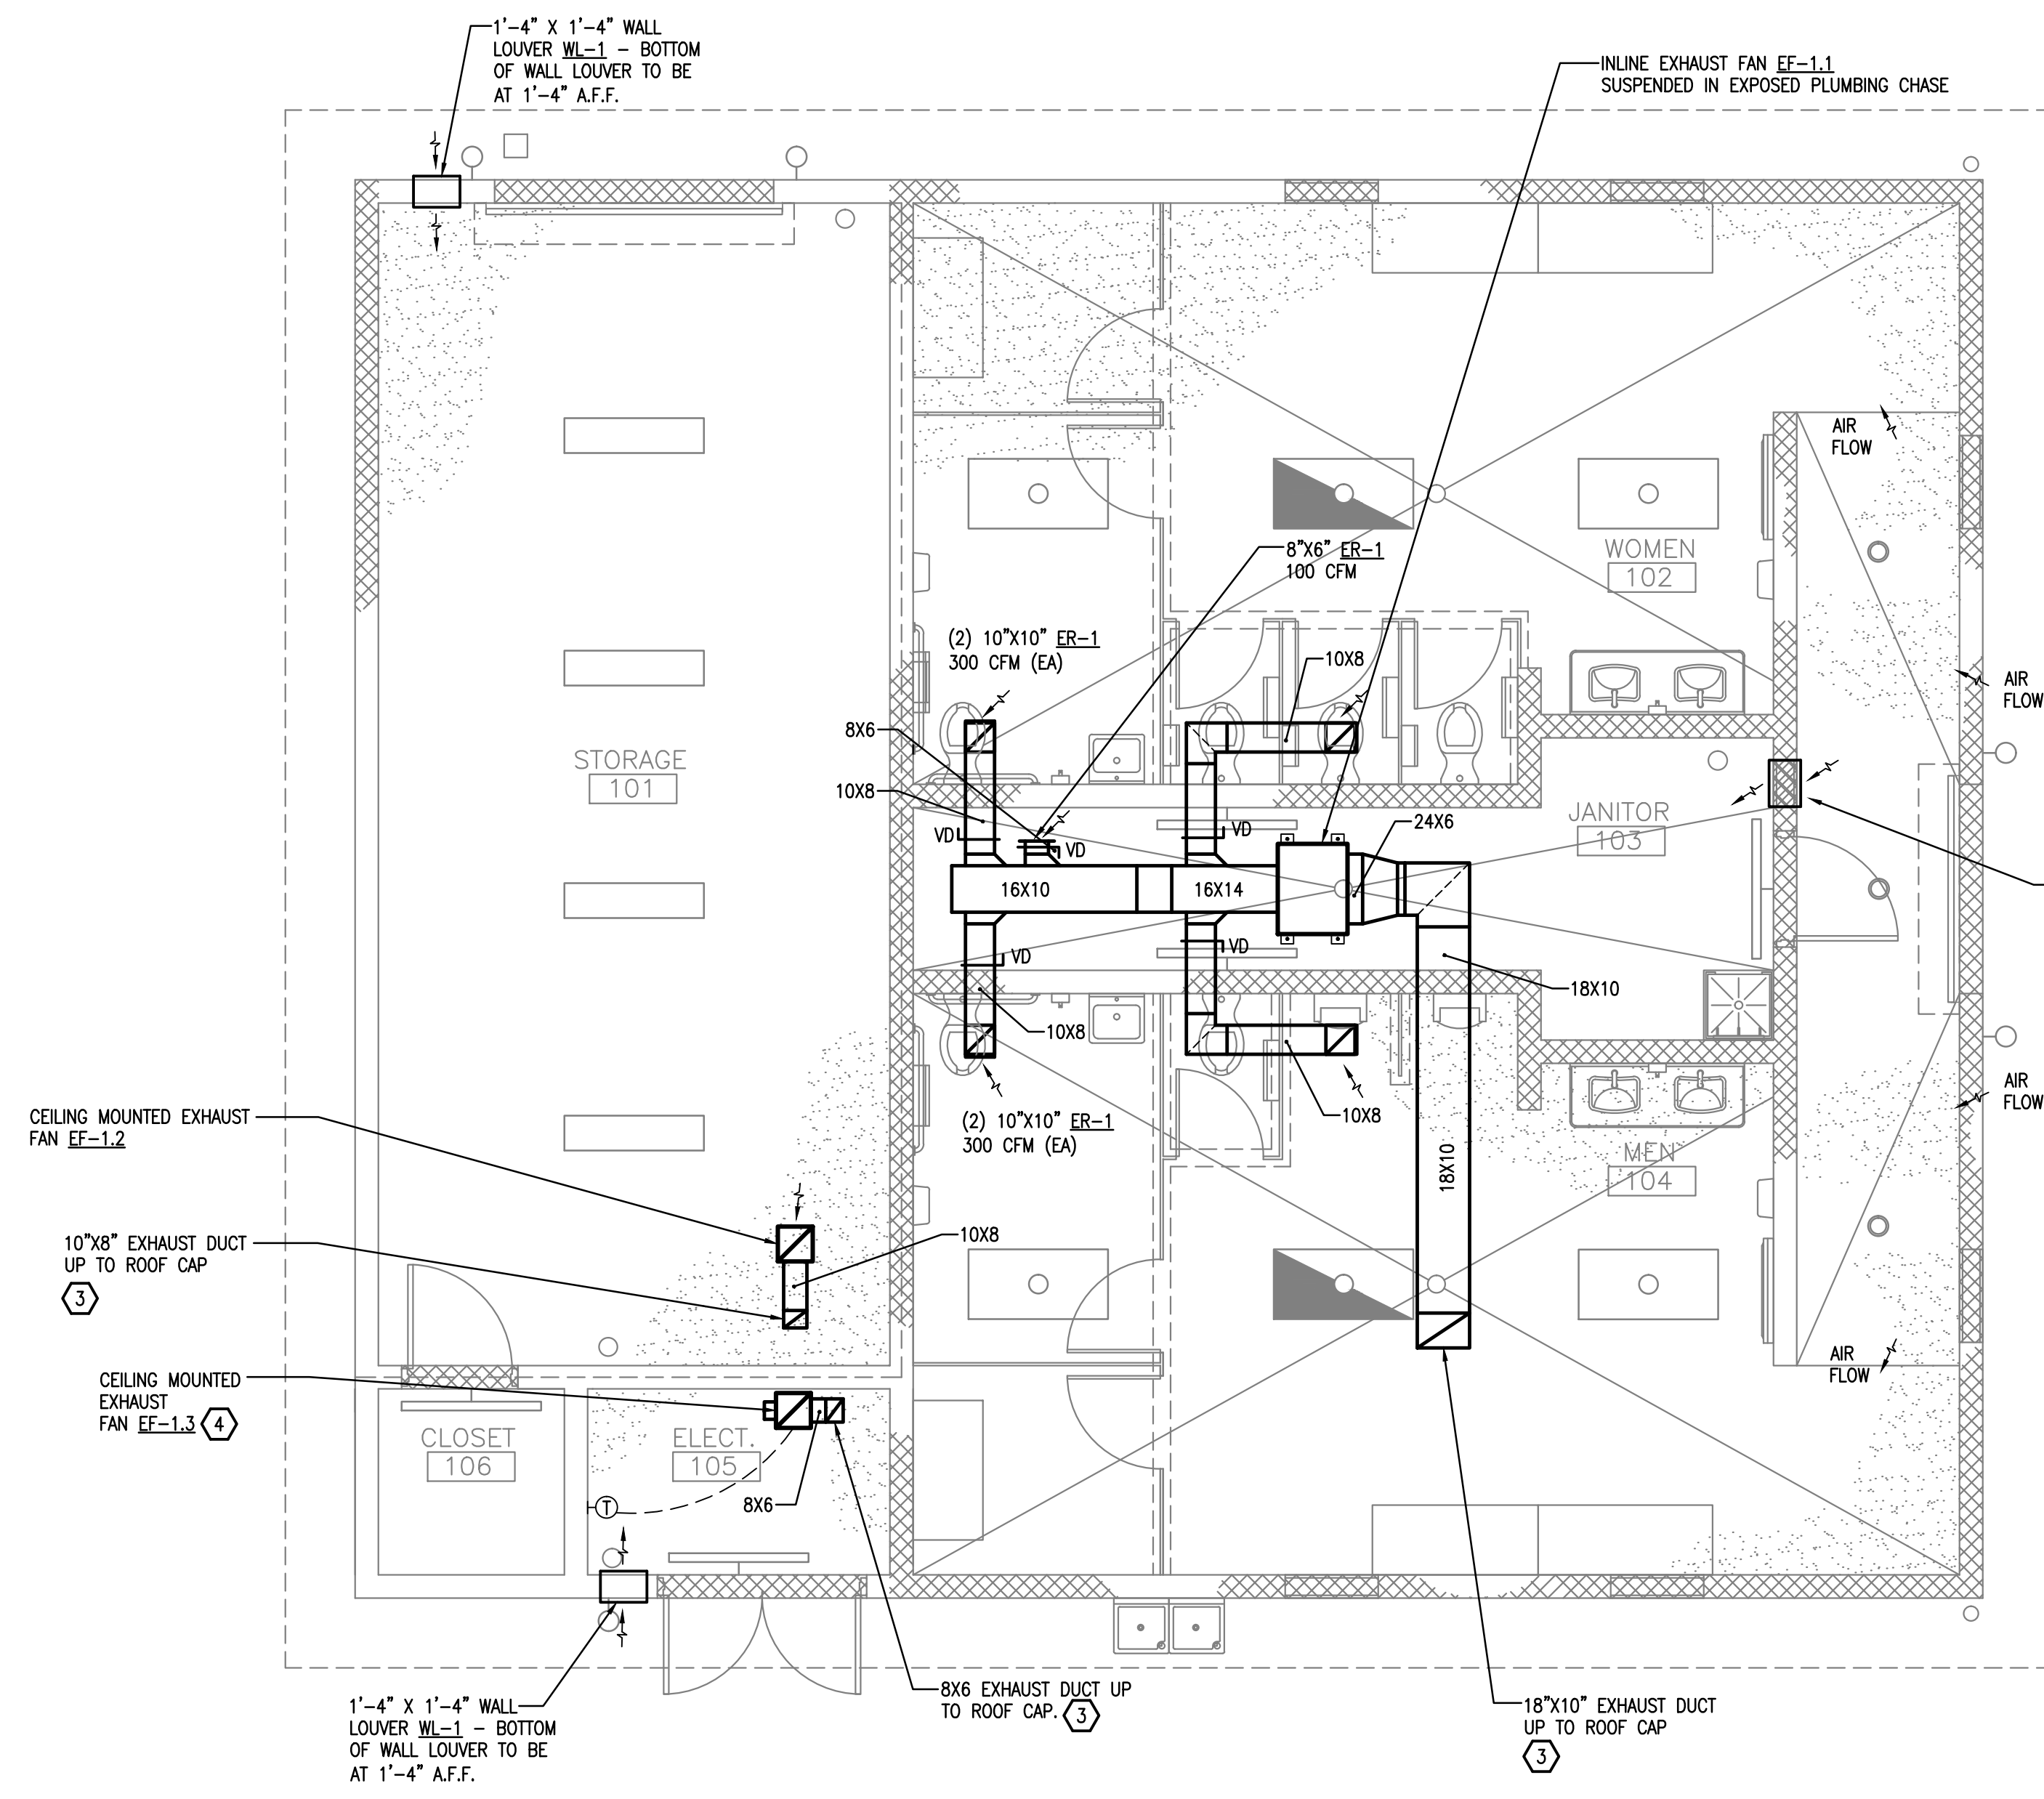 1'-4" X 1'-4" WALL
LOUVER WL-1 - BOTTOM
OF WALL LOUVER TO BE
AT 1'-4" A.F.F.
INLINE EXHAUST FAN EF-1.1
SUSPENDED IN EXPOSED PLUMBING CHASE
AIR
FLOW
WOMEN
102
8"X6" ER-1
100 CFM
(2) 10"X10" ER-1
300 CFM (EA)
10X8
AIR
FLOW
8X6
STORAGE
101
10X8
VD
VD
VD
24X6
JANITOR
103
16X10
16X14
VD
VD
18X10
10X8
AIR
FLOW
10X8
CEILING MOUNTED EXHAUST
FAN EF-1.2
(2) 10"X10" ER-1
300 CFM (EA)
18X10
MEN
104
10"X8" EXHAUST DUCT
UP TO ROOF CAP
3
10X8
AIR
FLOW
CEILING MOUNTED
EXHAUST
FAN EF-1.3 4
CLOSET
106
ELECT.
105
T
8X6
1'-4" X 1'-4" WALL
LOUVER WL-1 - BOTTOM
OF WALL LOUVER TO BE
AT 1'-4" A.F.F.
8X6 EXHAUST DUCT UP
TO ROOF CAP. 3
18"X10" EXHAUST DUCT
UP TO ROOF CAP
3